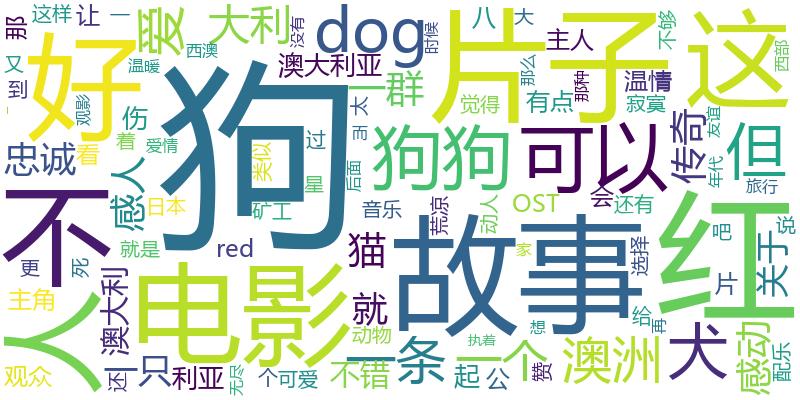 那
这样
让
一
爱
大利
dog
片子
这
八
大
不够
西部
好
又
温暖
西澳
没有
时候
主人
那么
那种
温情
到
观影
伤
澳大利亚
一群
太
觉得
有点
寂寞
传奇
友谊
但
年代
旅行
忠诚
看
着
爱情
狗
过
死
狗狗
可以
感人
日本
类似
星
后面
不
就是
矿工
音乐
荒凉
动人
OST
会
还有
红
更
死
red
猫
故事
选择
巴
关于
说
人
主角
澳大利
电影
就
动物
一条
执着
一个
家
想
给
再
片
澳洲
犬
感动
配乐
观众
还
一只
利亚
无尽
个可爱
不错
起
公
赞